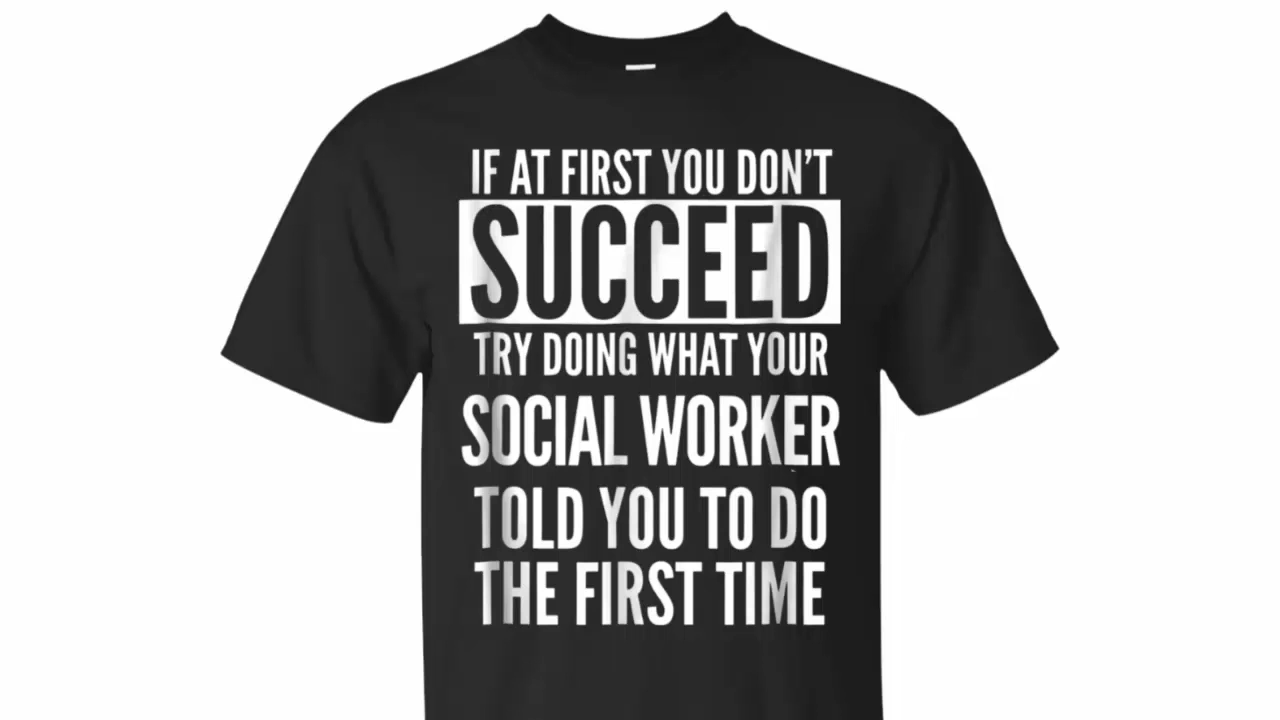 IF AT FIRST YOU DON'T
SUCCEED
TRY DOING WHAT YOUR
SOCIAL WORKER
TOLD YOU TO DO
THE FIRST TIME